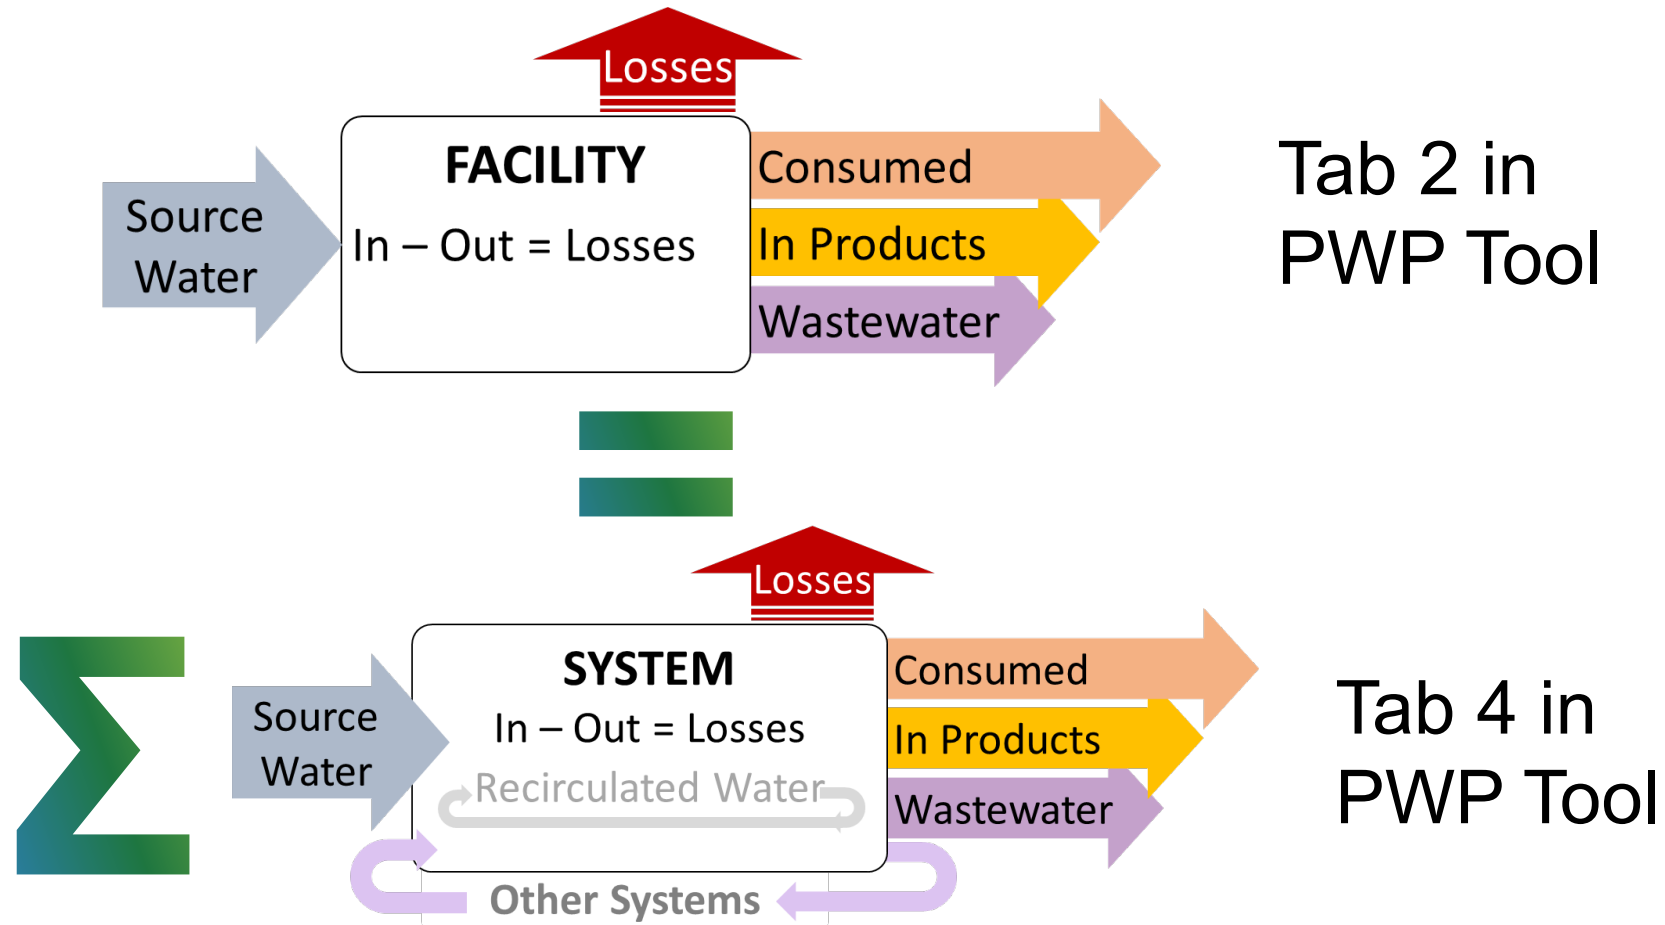 Losses
FACILITY
In – Out = Losses
Source
Water
Consumed
In Products
Wastewater
Tab 2 in
PWP Tool
=
Σ
Losses
SYSTEM
In – Out = Losses
Recirculated Water
Source
Water
Consumed
In Products
Wastewater
Other Systems
Tab 4 in
PWP Tool